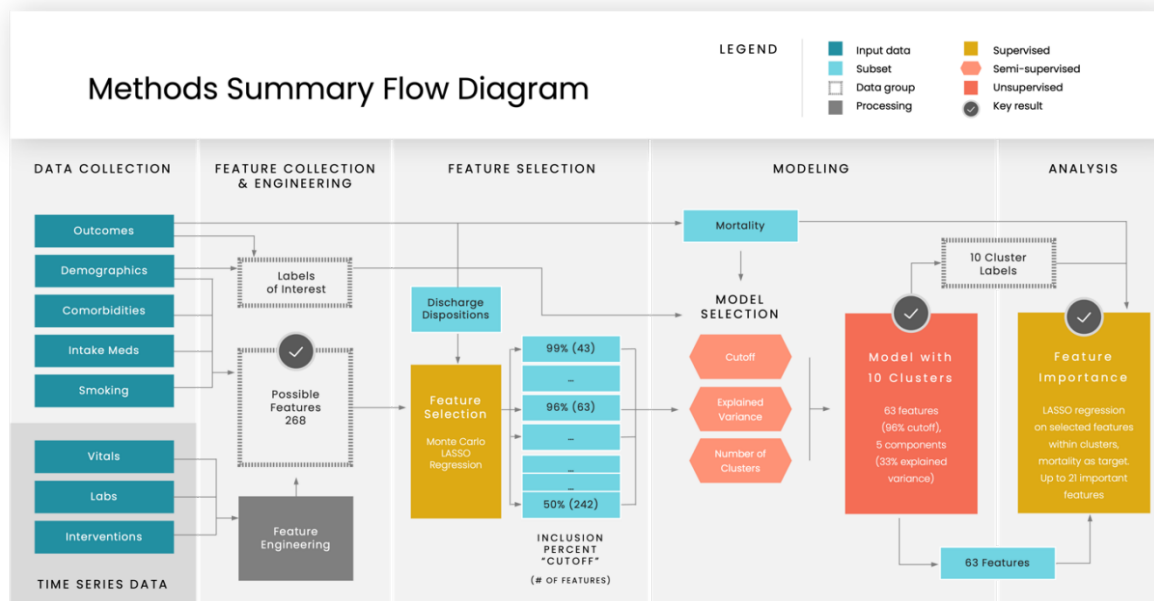 Methods Summary Flow Diagram
LEGEND
Input data
Subset
Data group
Processing
Supervised
Semi-supervised
Unsupervised
Key result
DATA COLLECTION
FEATURE COLLECTION
& ENGINEERING
FEATURE SELECTION
MODELING
ANALYSIS
Outcomes
Demographics
Comorbidities
Intake Meds
Smoking
Vitals
Labs
Interventions
TIME SERIES DATA
Labels
of Interest
Possible
Features
268
Feature
Engineering
Discharge
Dispositions
Feature
Selection
Monte Carlo
LASSO
Regression
99% (43)
–
96% (63)
–
–
–
50% (242)
INCLUSION
PERCENT
“CUTOFF”
(# OF FEATURES)
Mortality
MODEL
SELECTION
Cutoff
Explained
Variance
Number of
Clusters
Model with
10 Clusters
63 features
(96% cutoff),
5 components
(33% explained
variance)
10 Cluster
Labels
63 Features
Feature
Importance
LASSO regression
on selected features
within clusters,
mortality as target.
Up to 21 important
features